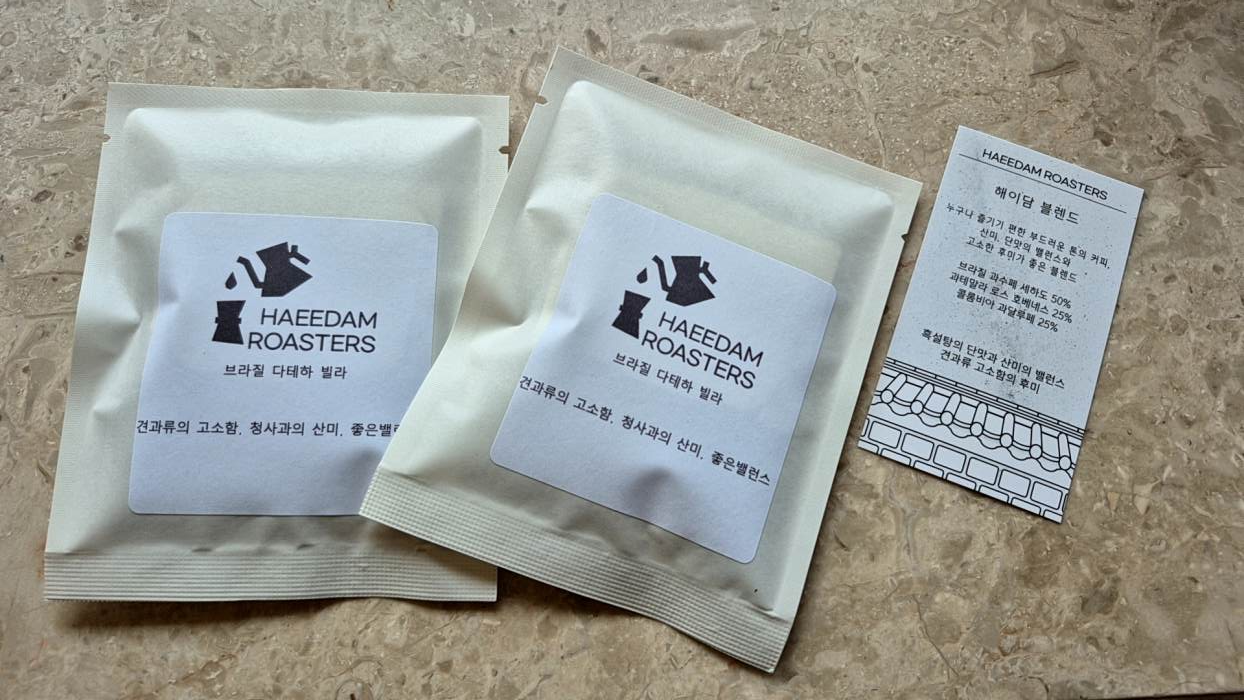 HAEEDAM
ROASTERS
브라질 다테하 빌라
견과류의 고소함, 청사과의 산미, 좋은밸런
HAEEDAM
ROASTERS
브라질 다테하 빌라
견과류의 고소함, 청사과의 산미, 좋은밸런스
HAEEDAM ROASTERS
해이담 블렌드
누구나 즐기기 편한 부드러운 톤의 커피,
산미, 단맛의 밸런스와
고소한 후미가 좋은 블렌드
브라질 과수페 세하도 50%
과테말라 로스 호베네스 25%
콜롬비아 과달루페 25%
흑설탕의 단맛과 산미의 밸런스
견과류 고소함의 후미